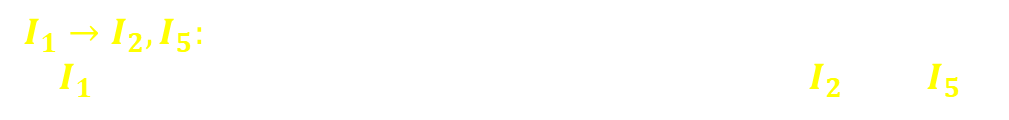 I₁ → I₂, I₅:
I₁ I₂ I₅